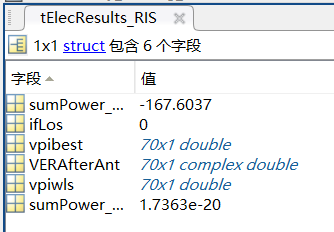 tElecResults_RIS
1x1 struct 包含 6 个字段
字段 值
sumPower_... -167.6037
ifLos 0
vpibest 70x1 double
VERAfterAnt 70x1 complex double
vpiwls 70x1 double
sumPower_... 1.7363e-20